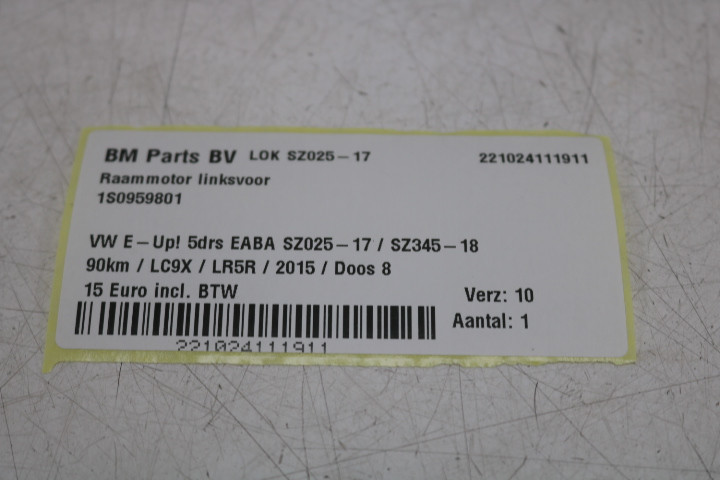 BM Parts BV LOK SZ025-17 221024111911
Raammotor linksvoor
1S0959801
VW E-Up! 5drs EABA SZ025-17 / SZ345-18
90km / LC9X / LR5R / 2015 / Doos 8
15 Euro incl. BTW Verz: 10
Aantal: 1
221024111911